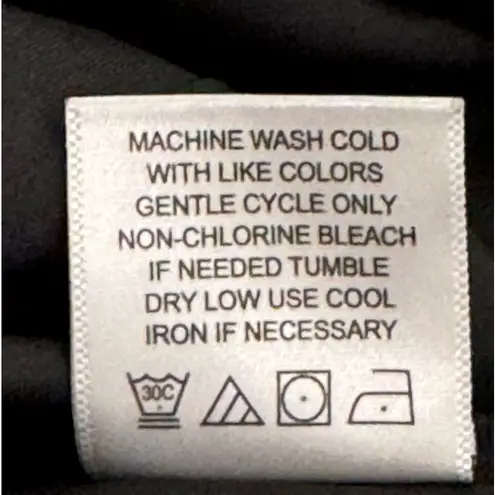 MACHINE WASH COLD
WITH LIKE COLORS
GENTLE CYCLE ONLY
NON-CHLORINE BLEACH
IF NEEDED TUMBLE
DRY LOW USE COOL
IRON IF NECESSARY
30C